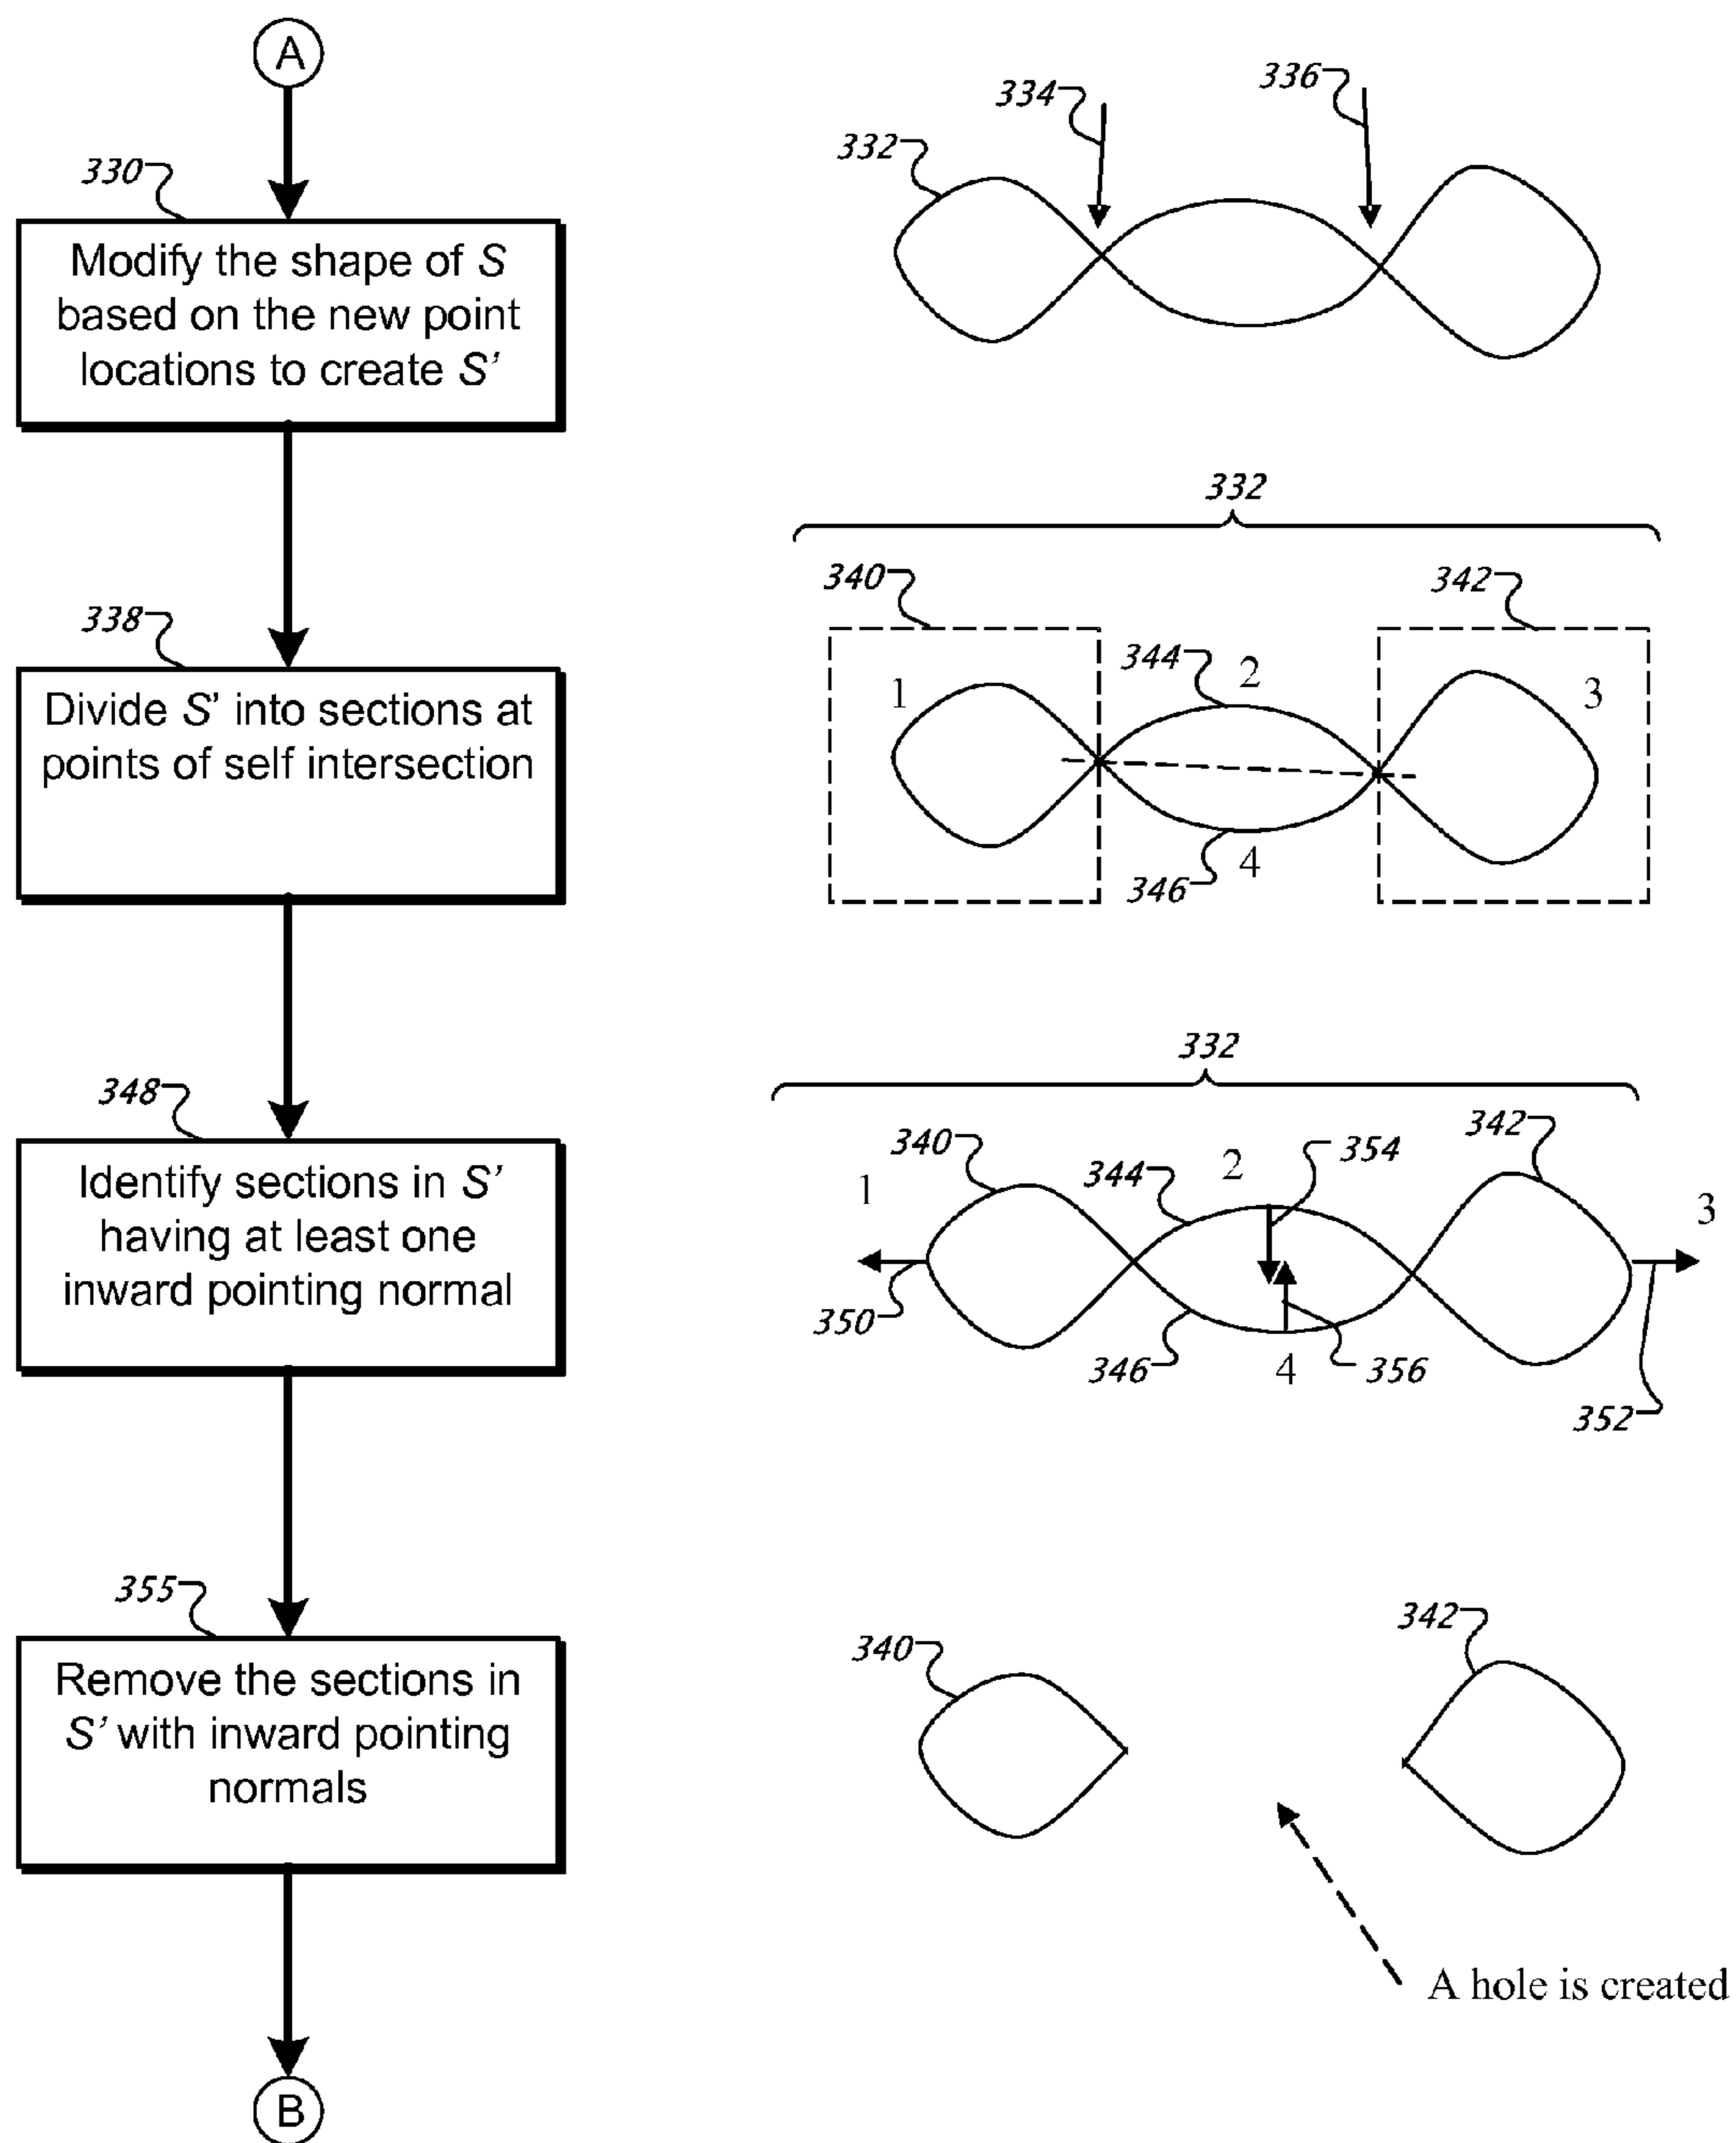 A
330
Modify the shape of S
based on the new point
locations to create S'
334
336
332
332
338
Divide S' into sections at
points of self intersection
340
342
1
344
2
3
346
4
332
348
Identify sections in S'
having at least one
inward pointing normal
340
342
1
344
2
354
3
350
346
4
356
352
355
Remove the sections in
S' with inward pointing
normals
340
342
A hole is created
B